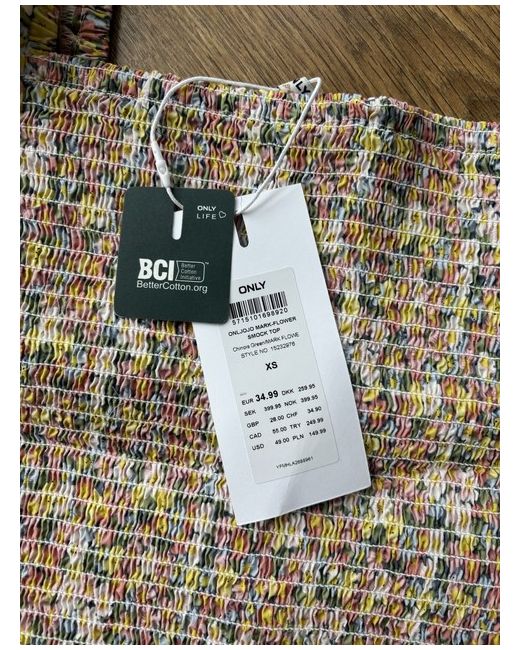 ONLY
LIFE
BCI
Better
Cotton
Initiative
TM
BetterCotton.org
ONLY
5715101698920
ONLJOJO MARK-FLOWER
SMOCK TOP
Chinois Green/MARK FLOWE
STYLE NO 15232976
XS
EUR 34.99 DKK 259.95
SEK 399.95 NOK 399.95
GBP 28.00 CHF 34.90
CAD 55.00 TRY 249.99
USD 49.00 PLN 149.99
YFMHLK2684961